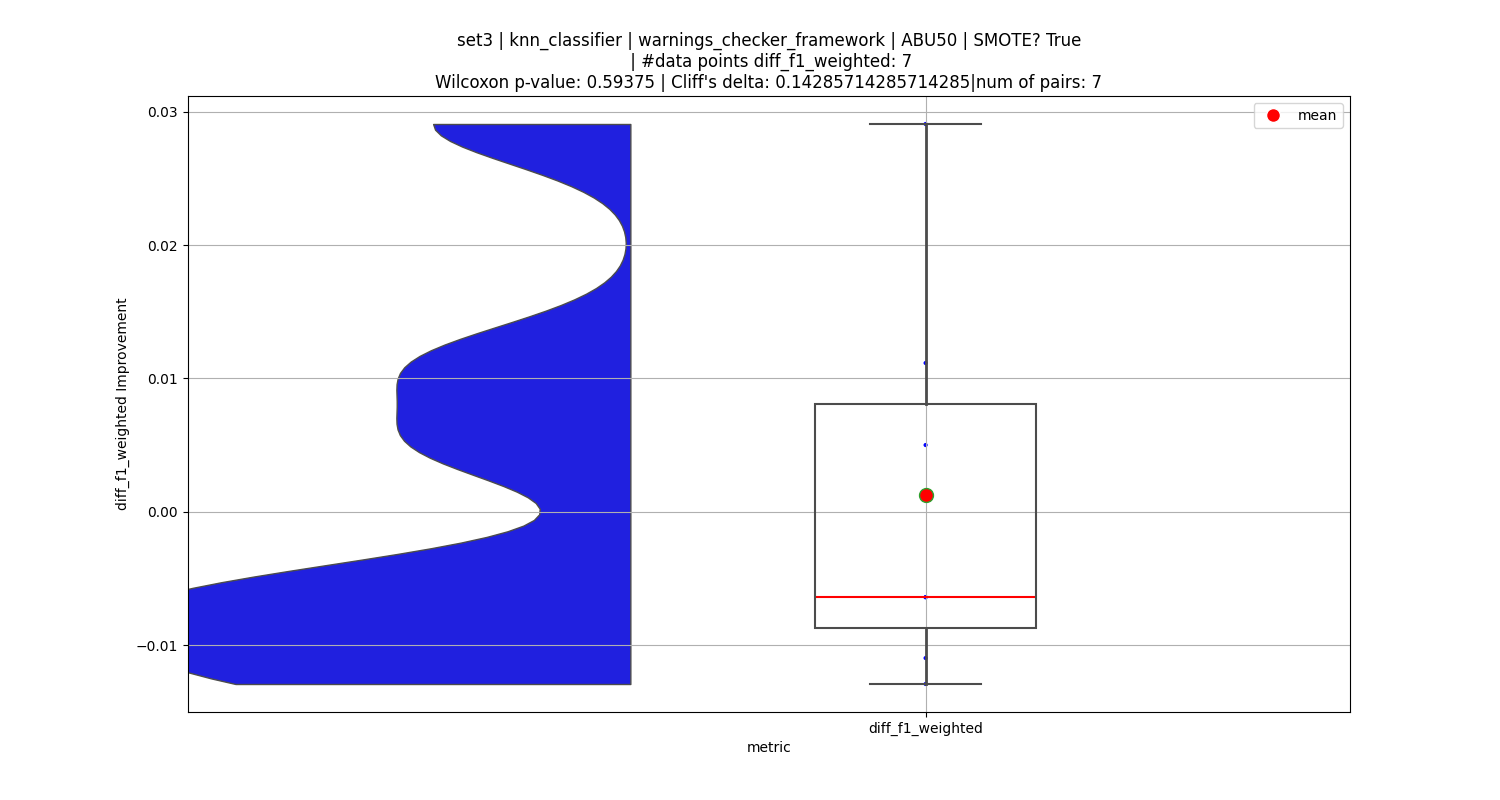 set3 | knn_classifier | warnings_checker_framework | ABU50 | SMOTE? True
| #data points diff_f1_weighted: 7
Wilcoxon p-value: 0.59375 | Cliff's delta: 0.14285714285714285|num of pairs: 7
mean
0.03
0.02
0.01
0.00
−0.01
diff_f1_weighted Improvement
diff_f1_weighted
metric